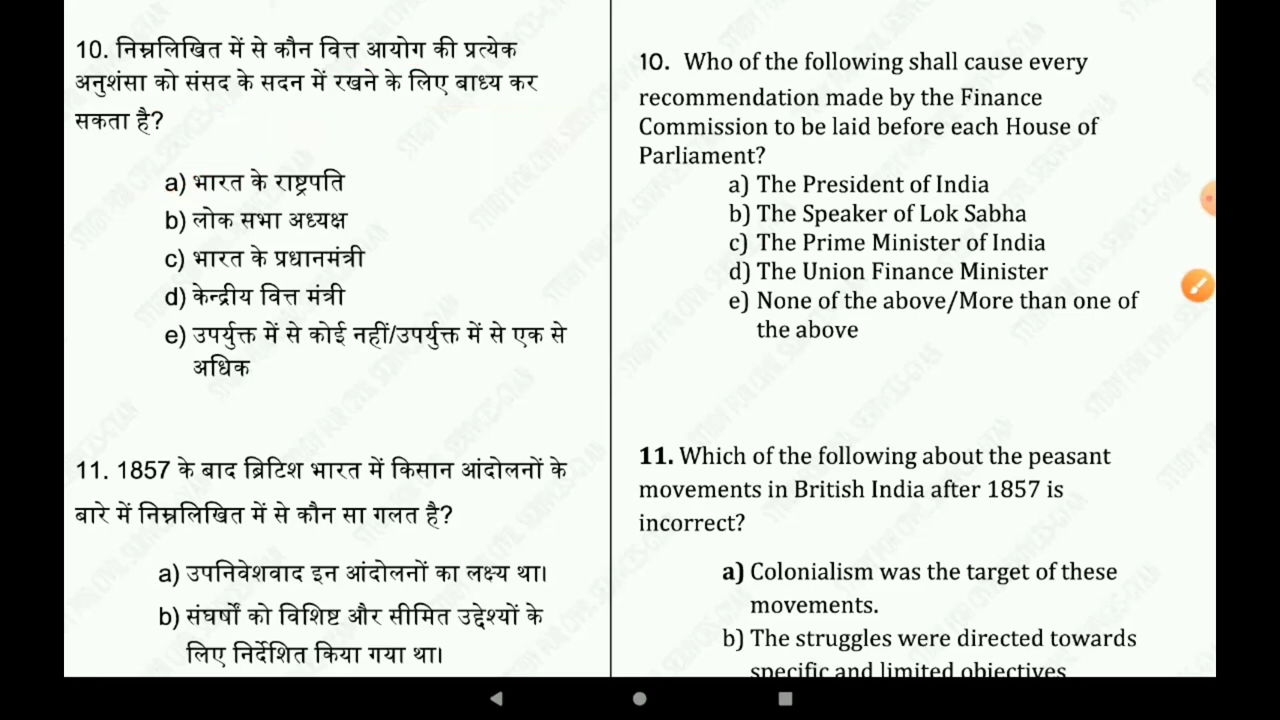 10. निम्नलिखित में से कौन वित्त आयोग की प्रत्येक
अनुशंसा को संसद के सदन में रखने के लिए बाध्य कर
सकता है?
a) भारत के राष्ट्रपति
b) लोक सभा अध्यक्ष
c) भारत के प्रधानमंत्री
d) केन्द्रीय वित्त मंत्री
e) उपर्युक्त में से कोई नहीं/उपर्युक्त में से एक से
अधिक
11. 1857 के बाद ब्रिटिश भारत में किसान आंदोलनों के
बारे में निम्नलिखित में से कौन सा गलत है?
a) उपनिवेशवाद इन आंदोलनों का लक्ष्य था।
b) संघर्षों को विशिष्ट और सीमित उद्देश्यों के
लिए निर्देशित किया गया था।
10. Who of the following shall cause every
recommendation made by the Finance
Commission to be laid before each House of
Parliament?
a) The President of India
b) The Speaker of Lok Sabha
c) The Prime Minister of India
d) The Union Finance Minister
e) None of the above/More than one of
the above
11. Which of the following about the peasant
movements in British India after 1857 is
incorrect?
a) Colonialism was the target of these
movements.
b) The struggles were directed towards
specific and limited objectives